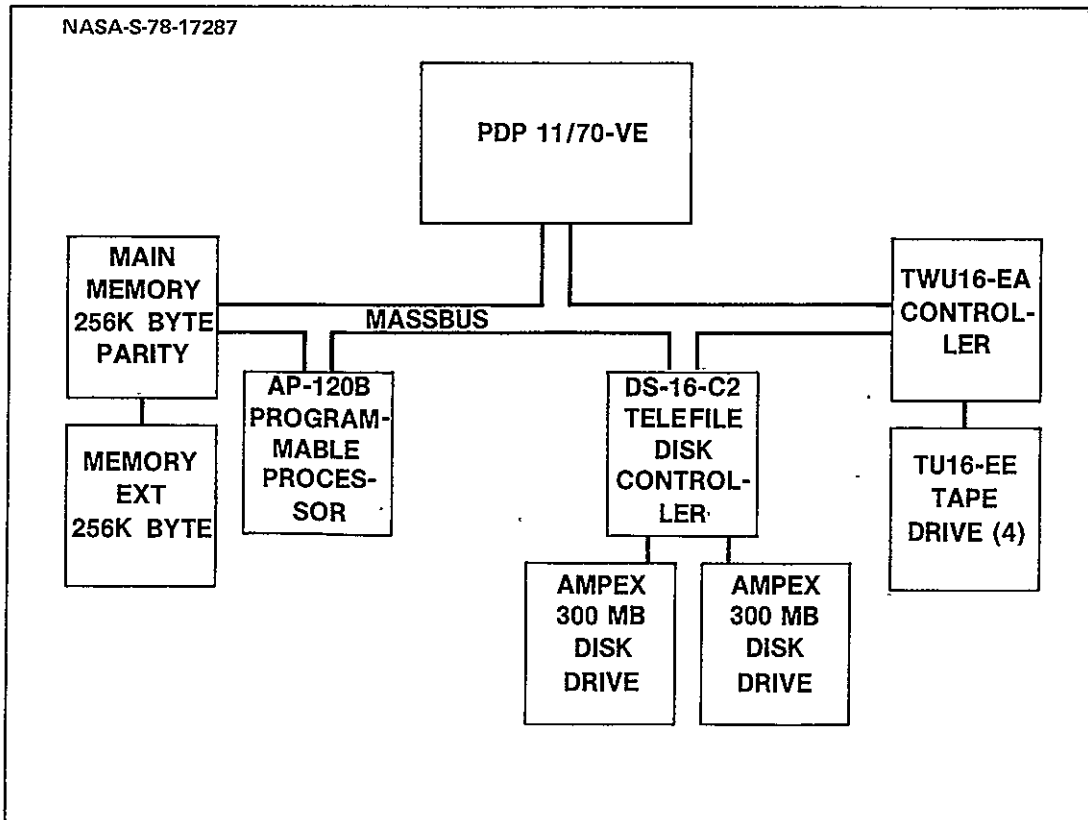 NASA-S-78-17287
PDP 11/70-VE
MAIN
MEMORY
256K BYTE
PARITY
MASSBUS
TWU16-EA
CONTROL-
LER
AP-120B
PROGRAM-
MABLE
PROCES-
SOR
DS-16-C2
TELEFILE
DISK
CONTROL-
LER
MEMORY
EXT
256K BYTE
TU16-EE
TAPE
DRIVE (4)
AMPEX
300 MB
DISK
DRIVE
AMPEX
300 MB
DISK
DRIVE